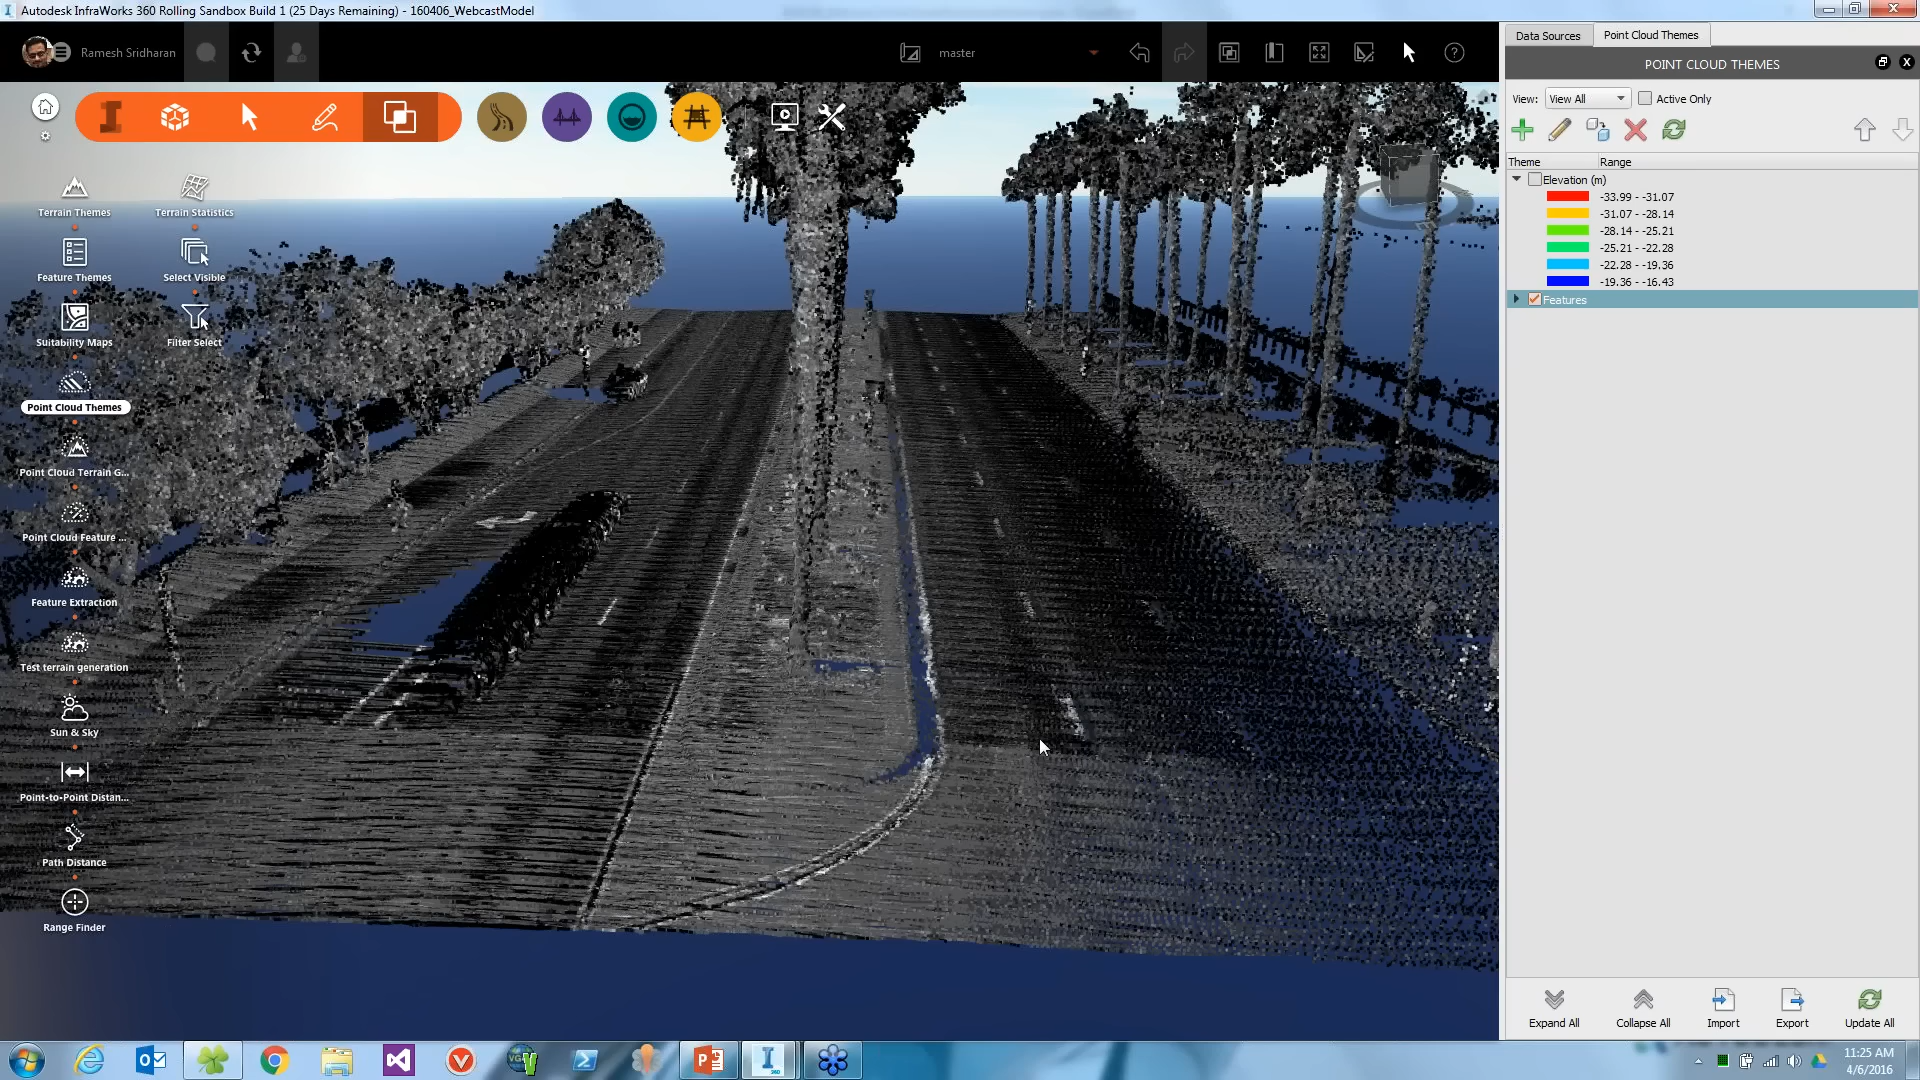 Autodesk InfraWorks 360 Rolling Sandbox Build 1 (25 Days Remaining) - 160406_WebcastModel
Ramesh Sridharan
master
Terrain Themes
Terrain Statistics
Feature Themes
Select Visible
Suitability Maps
Filter Select
Point Cloud Themes
Point Cloud Terrain G...
Point Cloud Feature ...
Feature Extraction
Test terrain generation
Sun & Sky
Point-to-Point Distan...
Path Distance
Range Finder
Data Sources
Point Cloud Themes
POINT CLOUD THEMES
View: View All Active Only
Theme Range
Elevation (m)
-33.99 - -31.07
-31.07 - -28.14
-28.14 - -25.21
-25.21 - -22.28
-22.28 - -19.36
-19.36 - -16.43
Features
Expand All
Collapse All
Import
Export
Update All
11:25 AM
4/6/2016